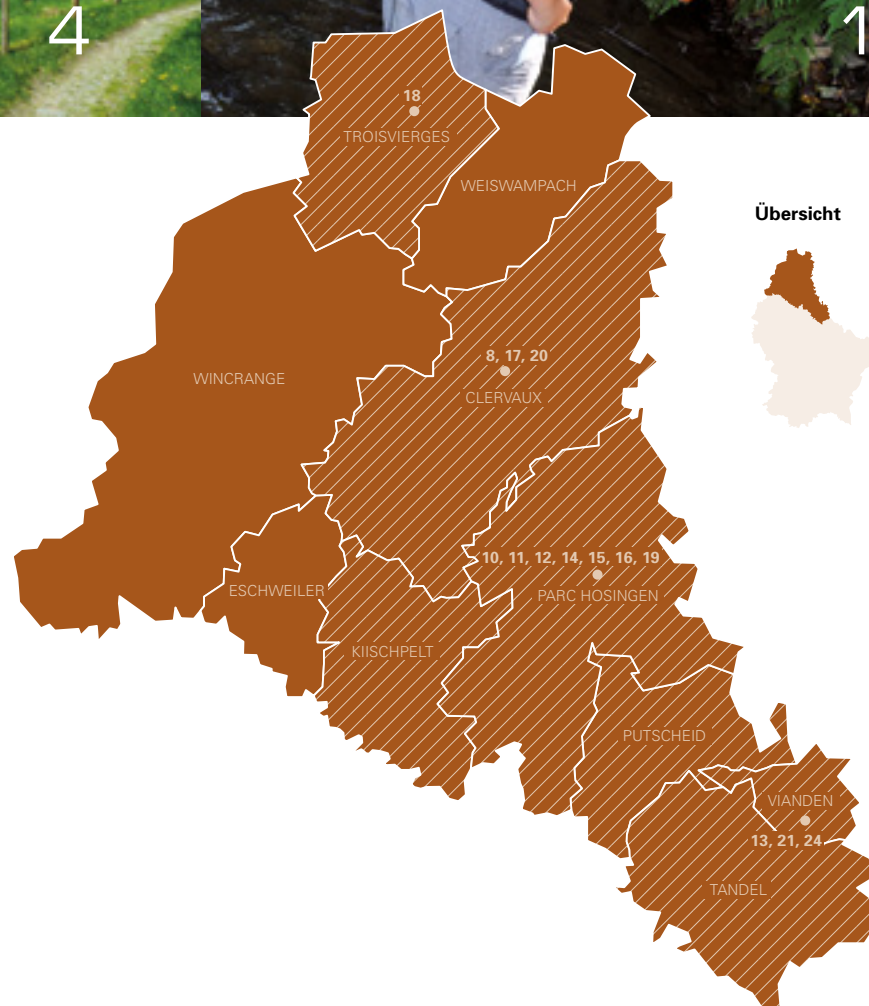 4
1
18
TROISVIERGES
WEISWAMPACH
Übersicht
WINCRANGE
8, 17, 20
CLERVAUX
10, 11, 12, 14, 15, 16, 19
PARC HOSINGEN
ESCHWEILER
KIISCHPELT
PUTSCHEID
VIANDEN
13, 21, 24
TANDEL